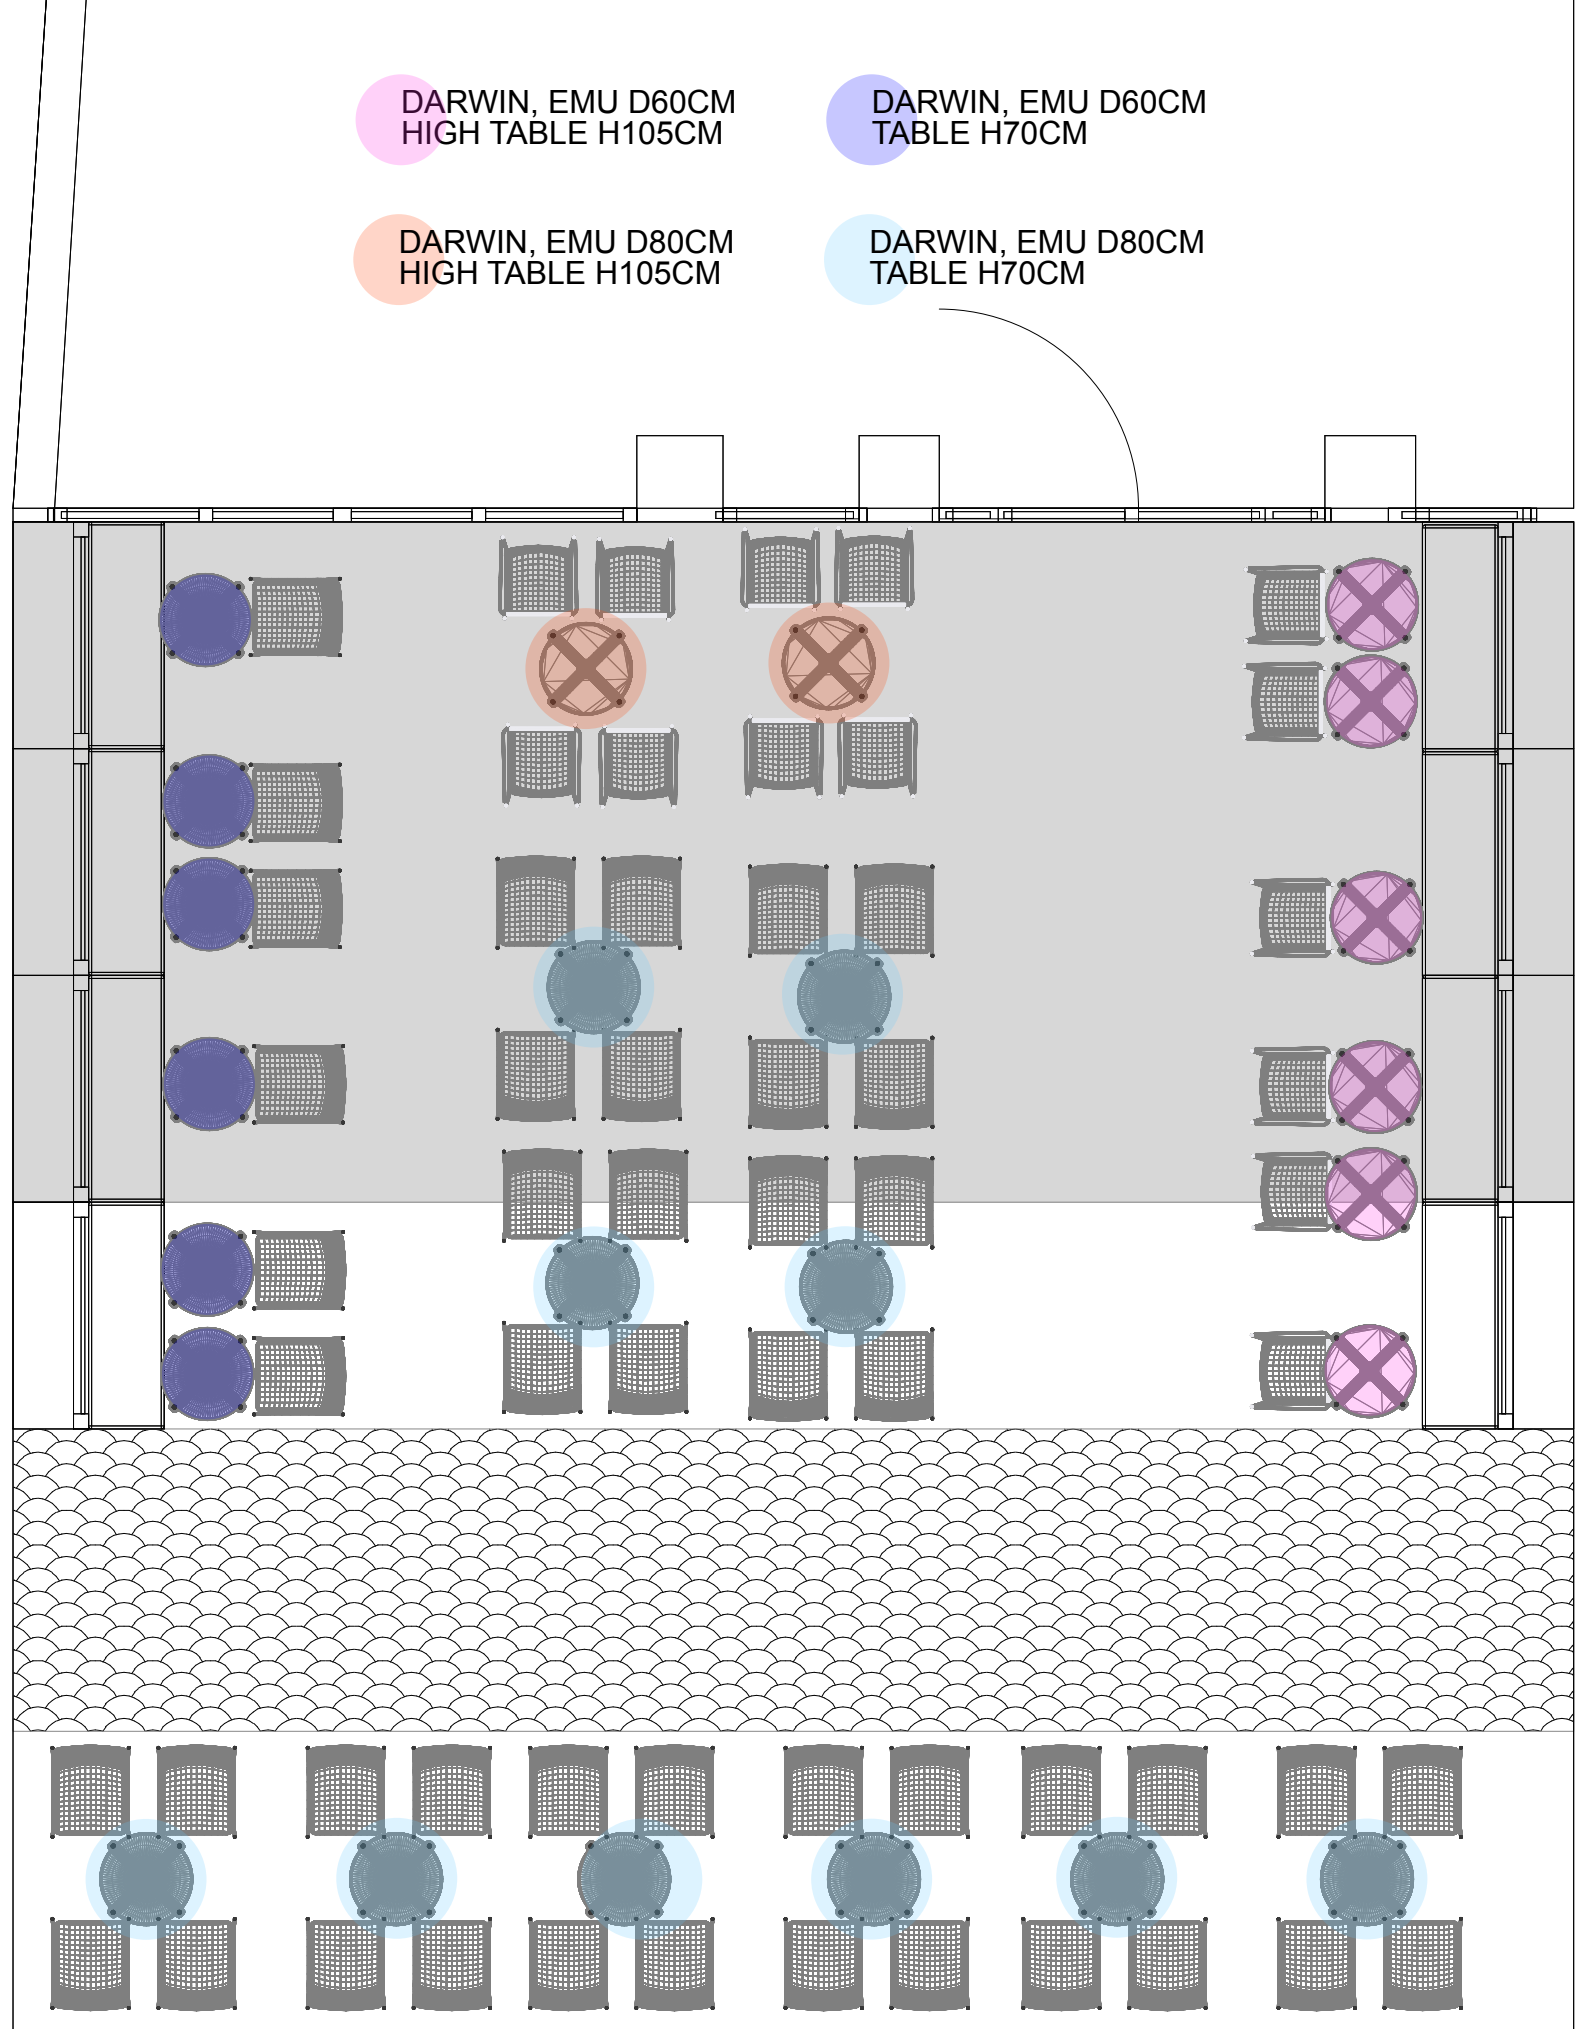 DARWIN, EMU D60CM
HIGH TABLE H105CM
DARWIN, EMU D60CM
TABLE H70CM
DARWIN, EMU D80CM
HIGH TABLE H105CM
DARWIN, EMU D80CM
TABLE H70CM